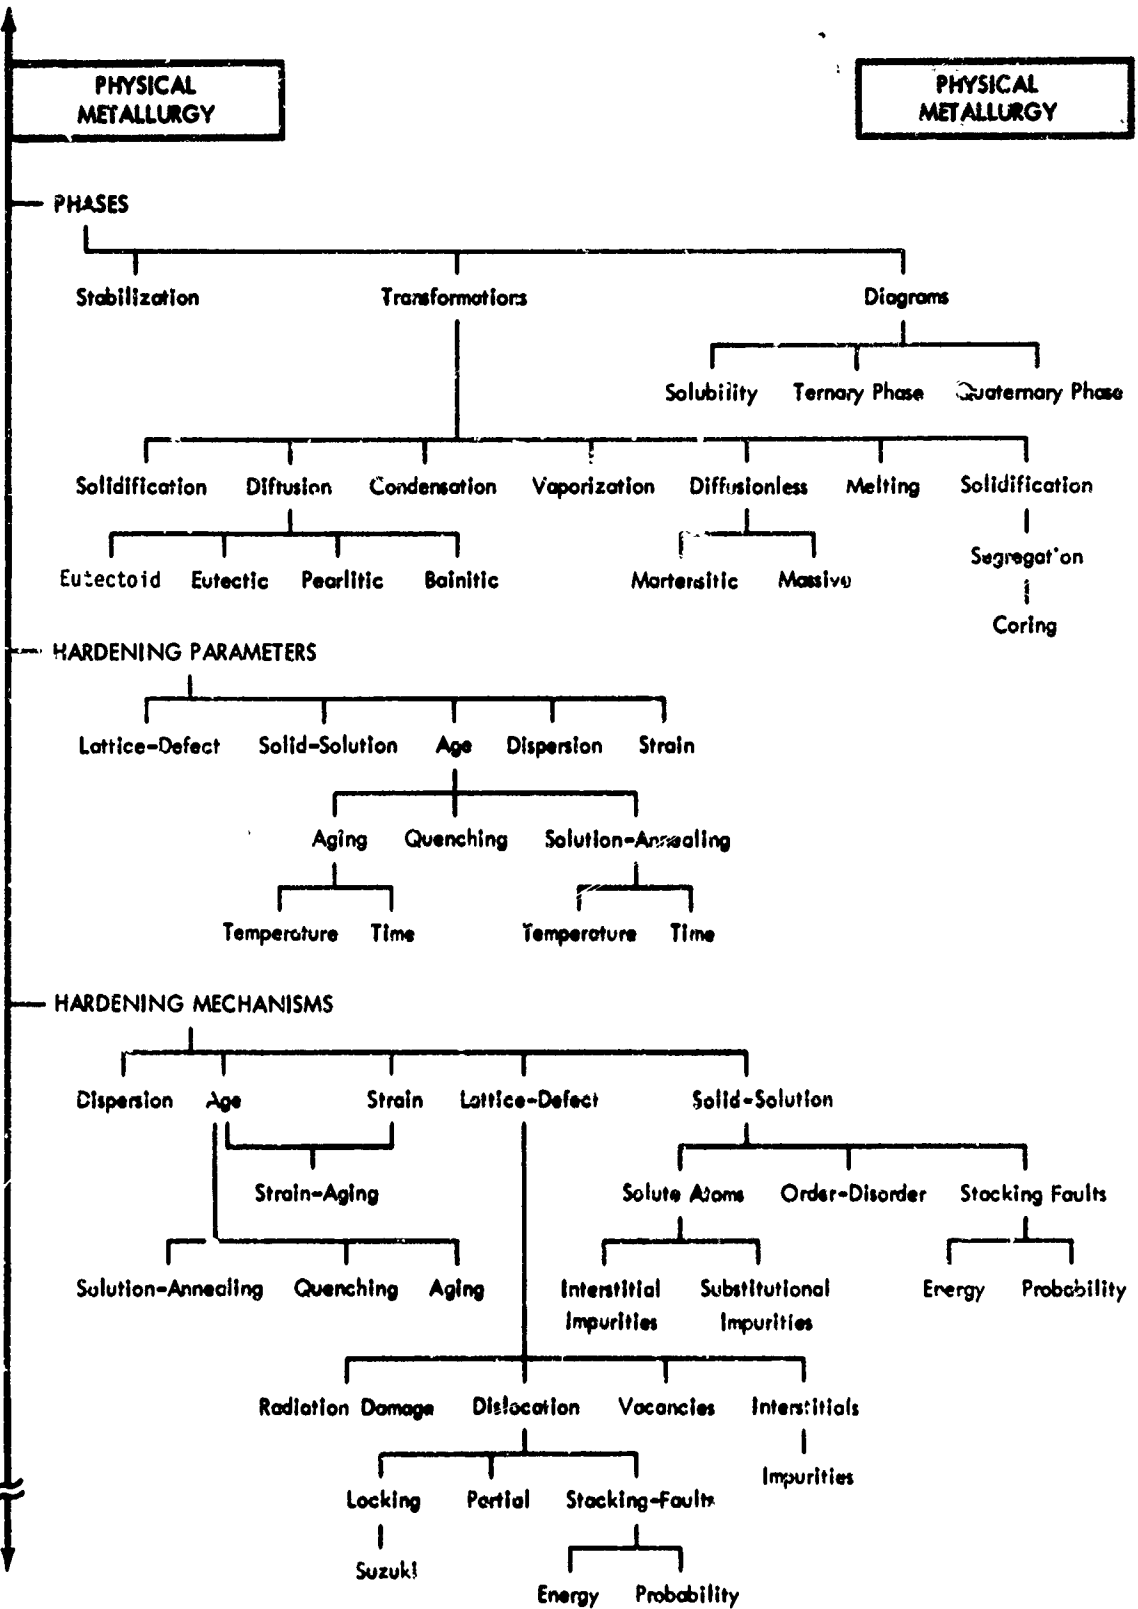 PHYSICAL
METALLURGY
PHYSICAL
METALLURGY
PHASES
Stabilization Transformations Diagrams
Solubility Ternary Phase Quaternary Phase
Solidification Diffusion Condensation Vaporization Diffusionless Melting Solidification
Segregation
Eutectoid Eutectic Pearlitic Bainitic Martensitic Massive
Coring
HARDENING PARAMETERS
Lattice-Defect Solid-Solution Age Dispersion Strain
Aging Quenching Solution-Annealing
Temperature Time Temperature Time
HARDENING MECHANISMS
Dispersion Age Strain Lattice-Defect Solid-Solution
Strain-Aging Solute Atoms Order-Disorder Stacking Faults
Solution-Annealing Quenching Aging Interstitial Substitutional Energy Probability
Impurities Impurities
Radiation Damage Dislocation Vacancies Interstitials
Impurities
Locking Partial Stacking-Faults
Suzuki
Energy Probability